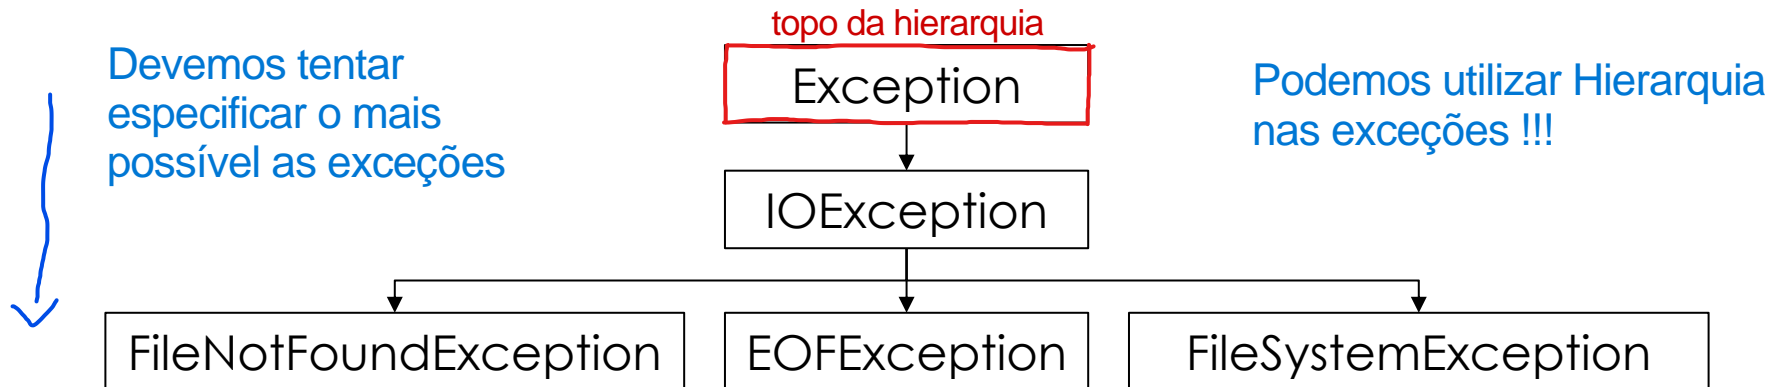 topo da hierarquia
Devemos tentar
especificar o mais
possível as exceções
Exception
Podemos utilizar Hierarquia
nas exceções !!!
IOException
FileNotFoundException
EOFException
FileSystemException